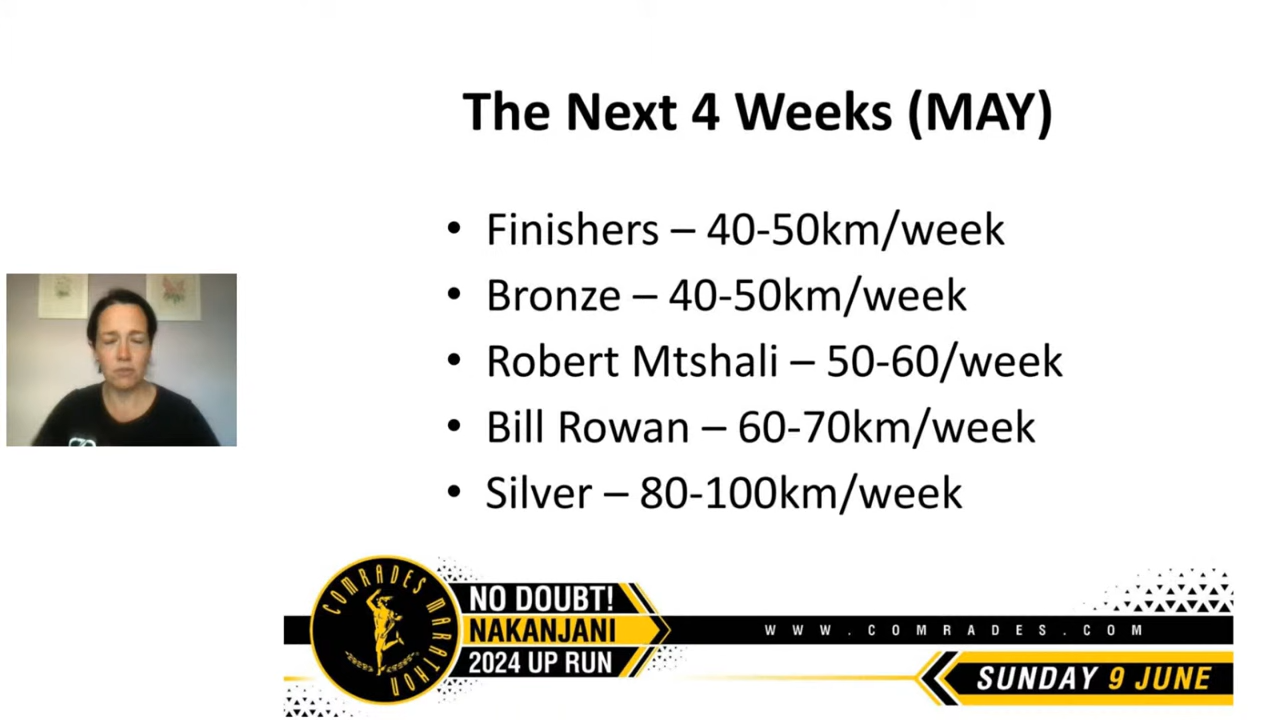 The Next 4 Weeks (MAY)
• Finishers – 40-50km/week
• Bronze – 40-50km/week
• Robert Mtshali – 50-60/week
• Bill Rowan – 60-70km/week
• Silver – 80-100km/week
COMRADES MARATHON
NO DOUBT!
NAKANJANI
2024 UP RUN
WWW.COMRADES.COM
SUNDAY 9 JUNE